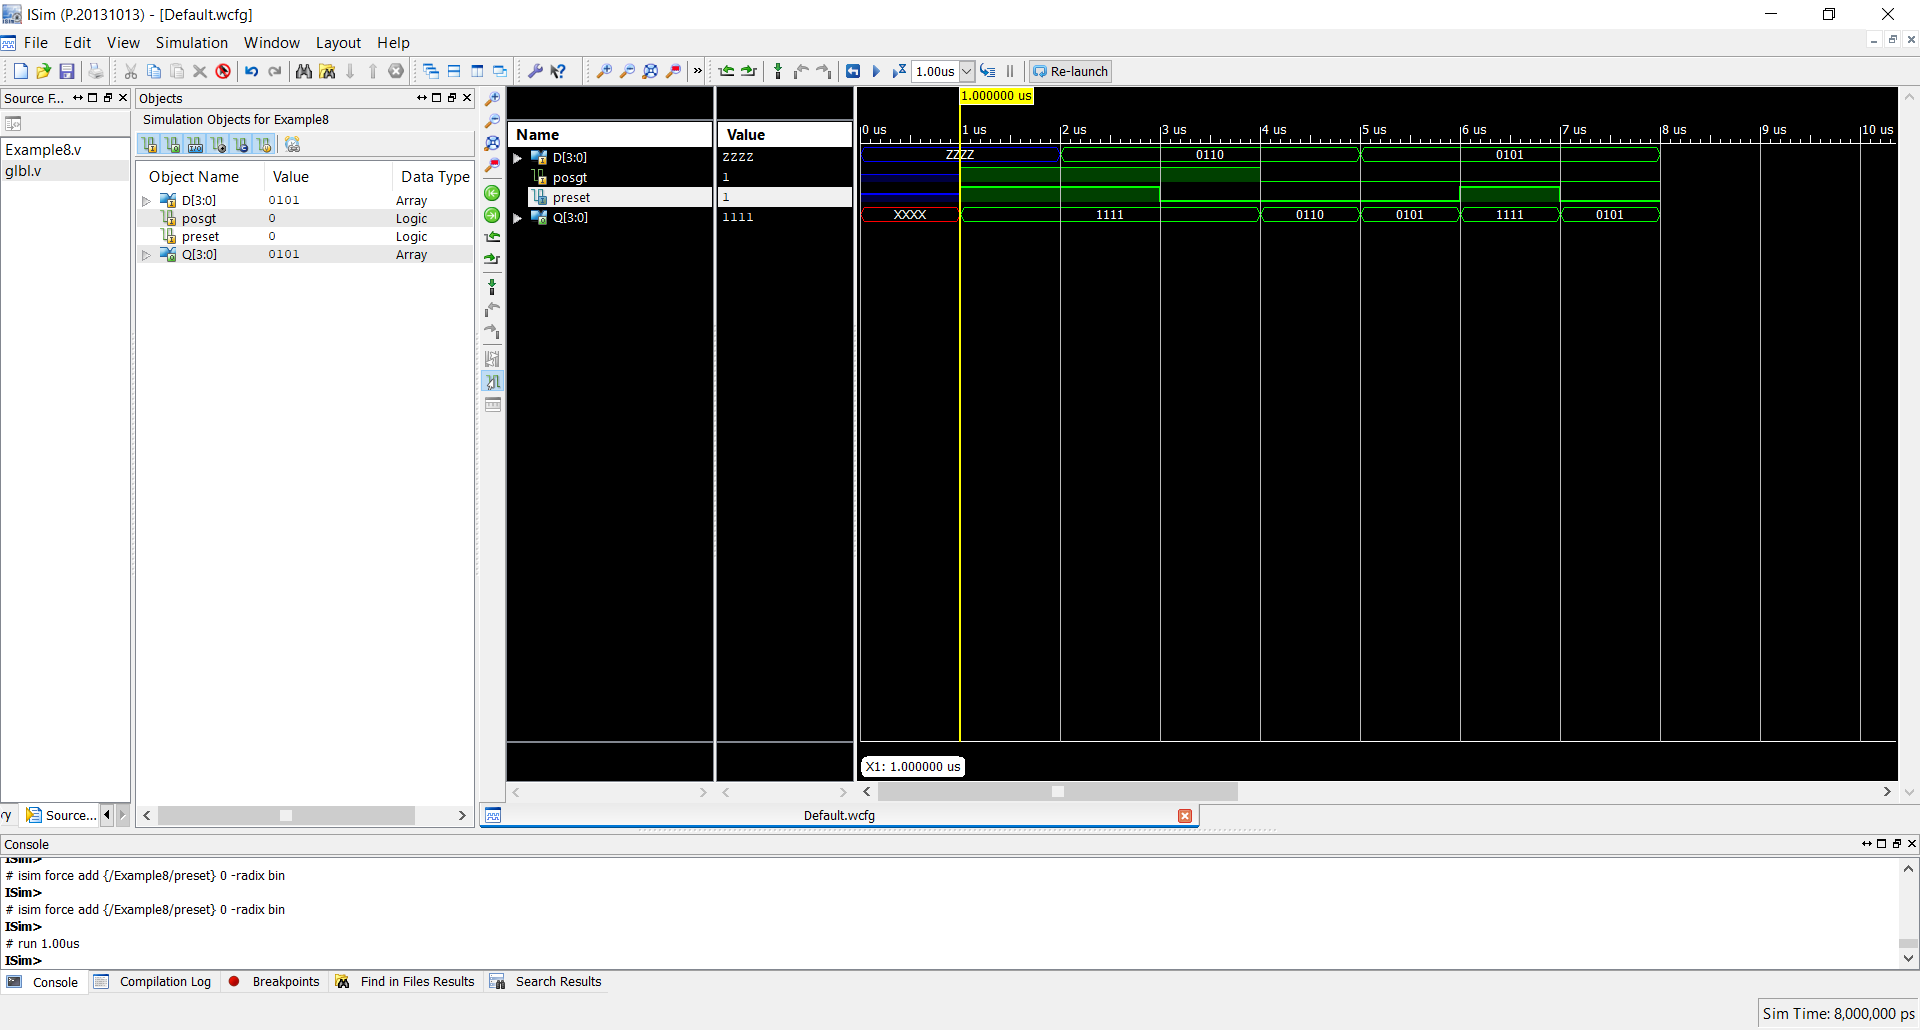 ISim (P.20131013) - [Default.wcfg]
File Edit View Simulation Window Layout Help
» 1.00us Re-launch
Source F...
Example8.v
glbl.v
Source...
Objects
Simulation Objects for Example8
Object Name Value Data Type
D[3:0] 0101 Array
posgt 0 Logic
preset 0 Logic
Q[3:0] 0101 Array
Name Value
D[3:0] ZZZZ
posgt 1
preset 1
Q[3:0] 1111
1.000000 us
0 us 1 us 2 us 3 us 4 us 5 us 6 us 7 us 8 us 9 us 10 us
ZZZZ 0110 0101
XXXX 1111 0110 0101 1111 0101
X1: 1.000000 us
Default.wcfg
Console
ISim>
# isim force add {/Example8/preset} 0 -radix bin
ISim>
# isim force add {/Example8/preset} 0 -radix bin
ISim>
# run 1.00us
ISim>
Console Compilation Log Breakpoints Find in Files Results Search Results
Sim Time: 8,000,000 ps